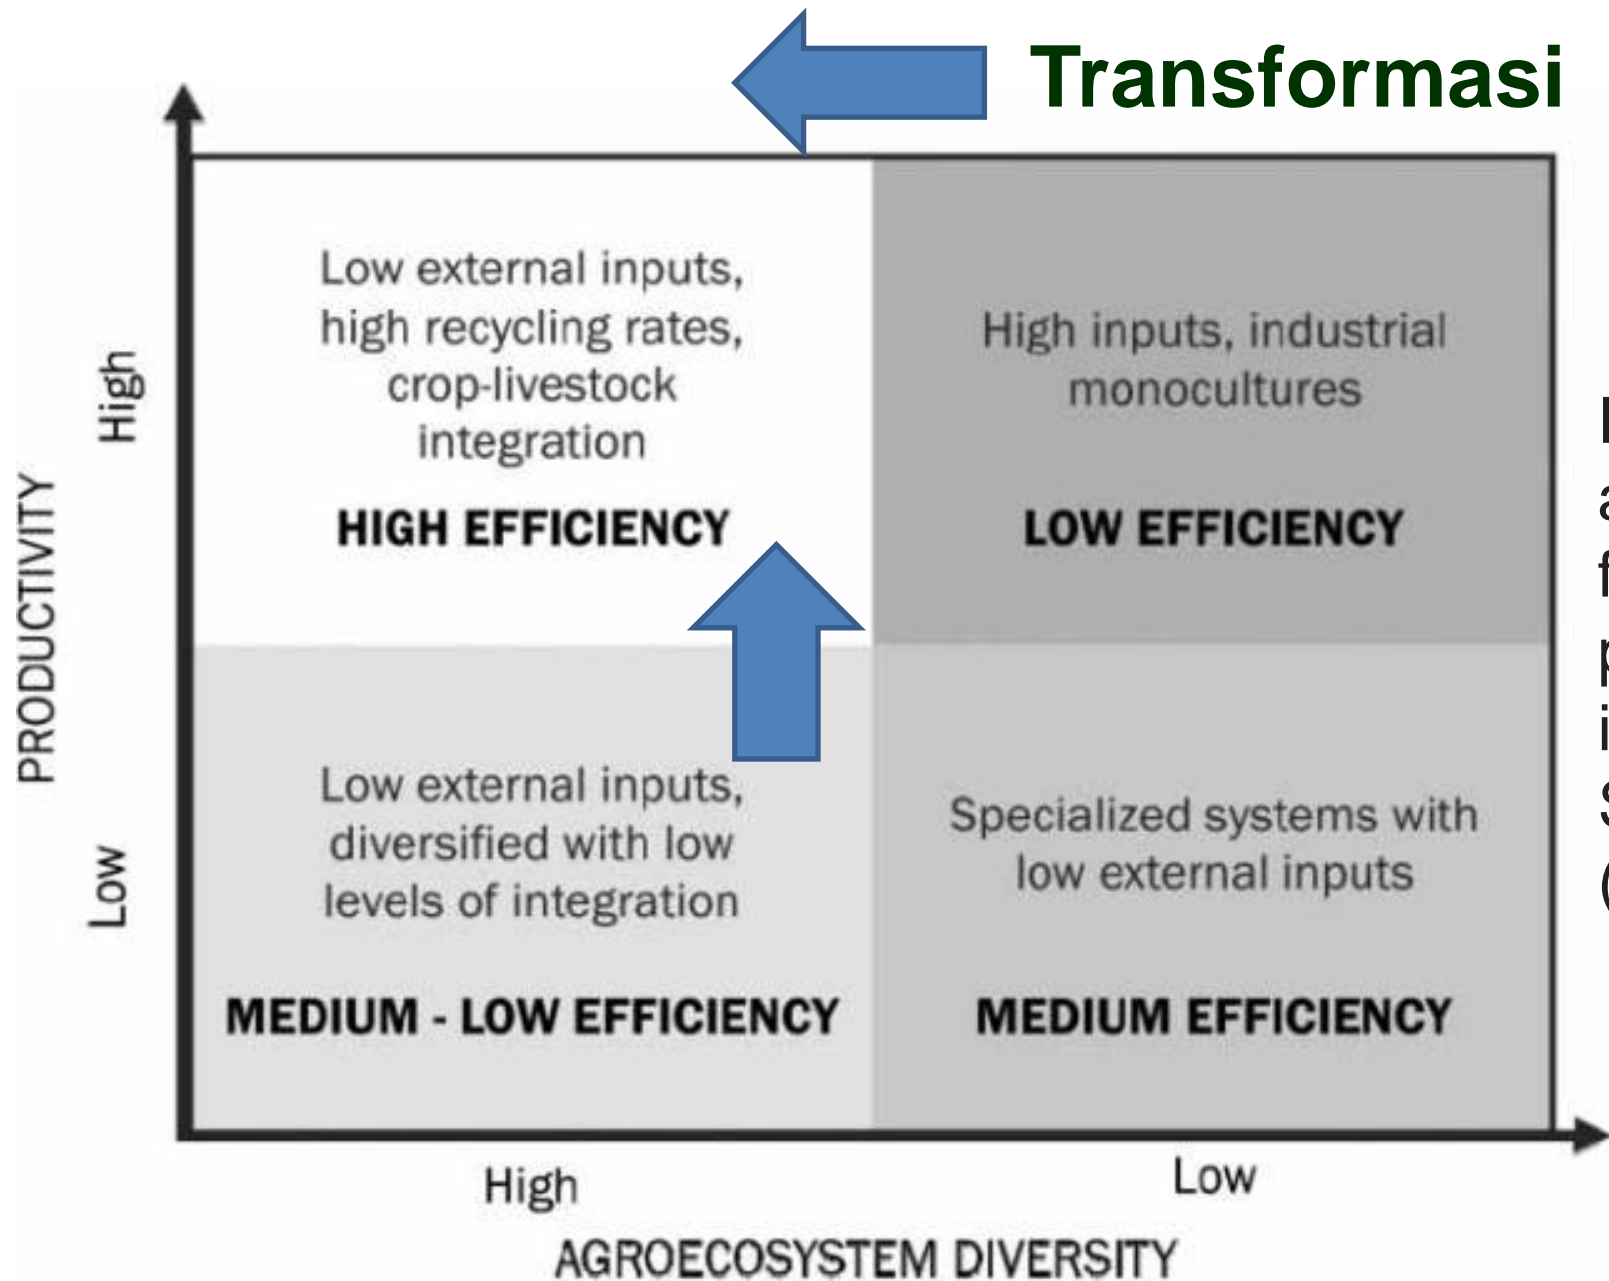 Transformasi
PRODUCTIVITY
High
Low
Low external inputs,
high recycling rates,
crop-livestock
integration
HIGH EFFICIENCY
High inputs, industrial
monocultures
LOW EFFICIENCY
Low external inputs,
diversified with low
levels of integration
MEDIUM - LOW EFFICIENCY
Specialized systems with
low external inputs
MEDIUM EFFICIENCY
High
Low
AGROECOSYSTEM DIVERSITY